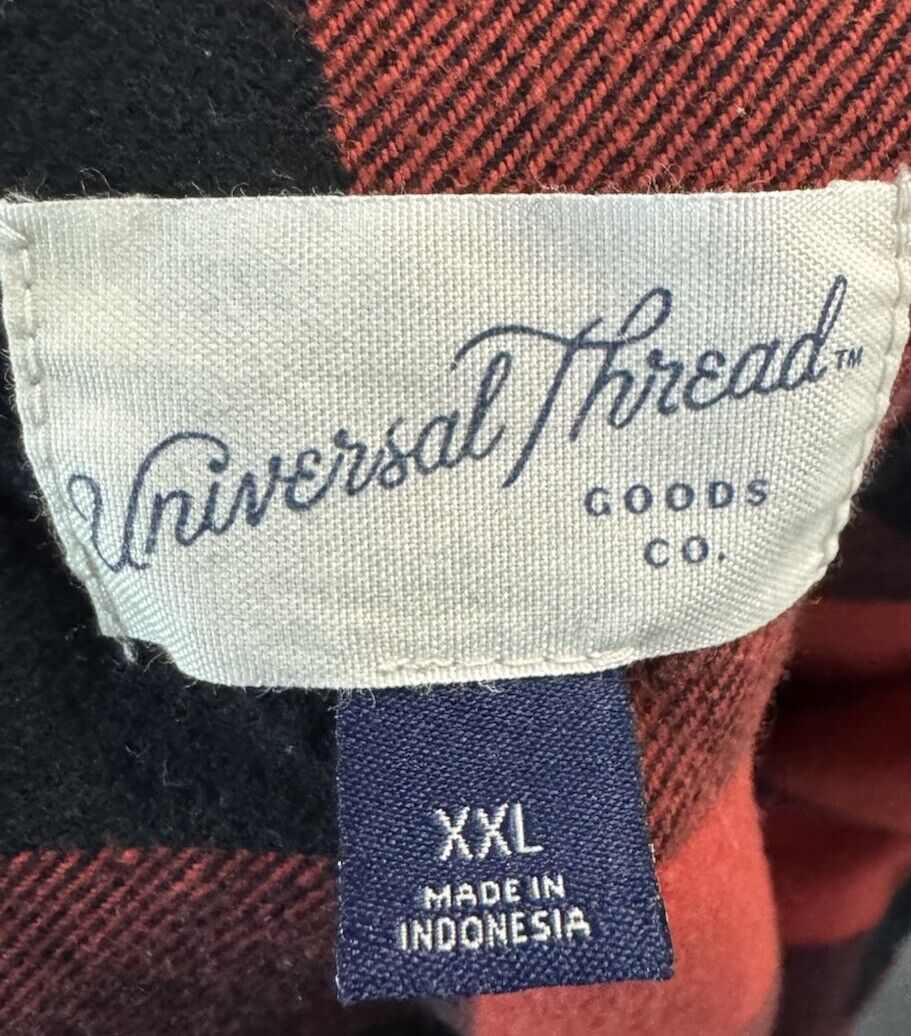 Universal Thread™
GOODS
CO.
XXL
MADE IN
INDONESIA